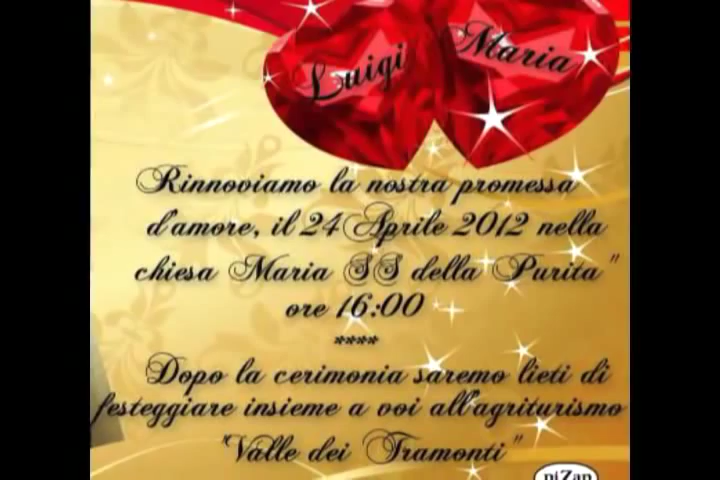 Luigi
Maria
Rinnoviamo la nostra promessa
d'amore, il 24 Aprile 2012 nella
chiesa Maria SS della Purita"
ore 16:00
****
Dopo la cerimonia saremo lieti di
festeggiare insieme a voi all'agriturismo
"Valle dei Tramonti"
piZap